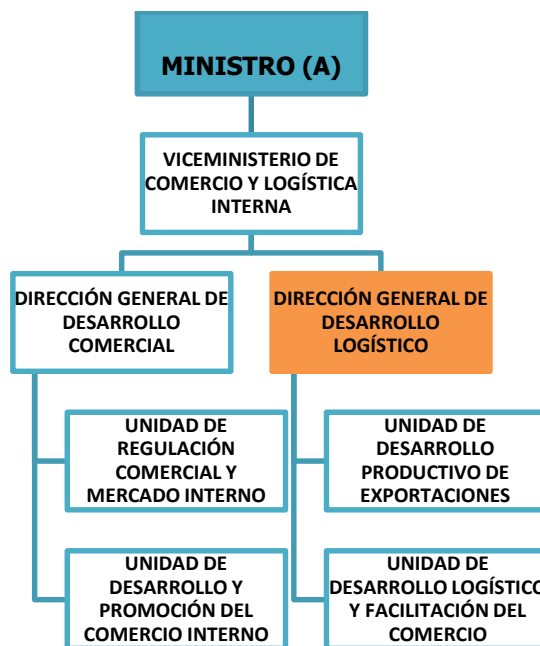 MINISTRO (A)
VICEMINISTERIO DE
COMERCIO Y LOGÍSTICA
INTERNA
DIRECCIÓN GENERAL DE
DESARROLLO
COMERCIAL
DIRECCIÓN GENERAL DE
DESARROLLO
LOGÍSTICO
UNIDAD DE
REGULACIÓN
COMERCIAL Y
MERCADO INTERNO
UNIDAD DE
DESARROLLO
PRODUCTIVO DE
EXPORTACIONES
UNIDAD DE
DESARROLLO Y
PROMOCIÓN DEL
COMERCIO INTERNO
UNIDAD DE
DESARROLLO LOGÍSTICO
Y FACILITACIÓN DEL
COMERCIO